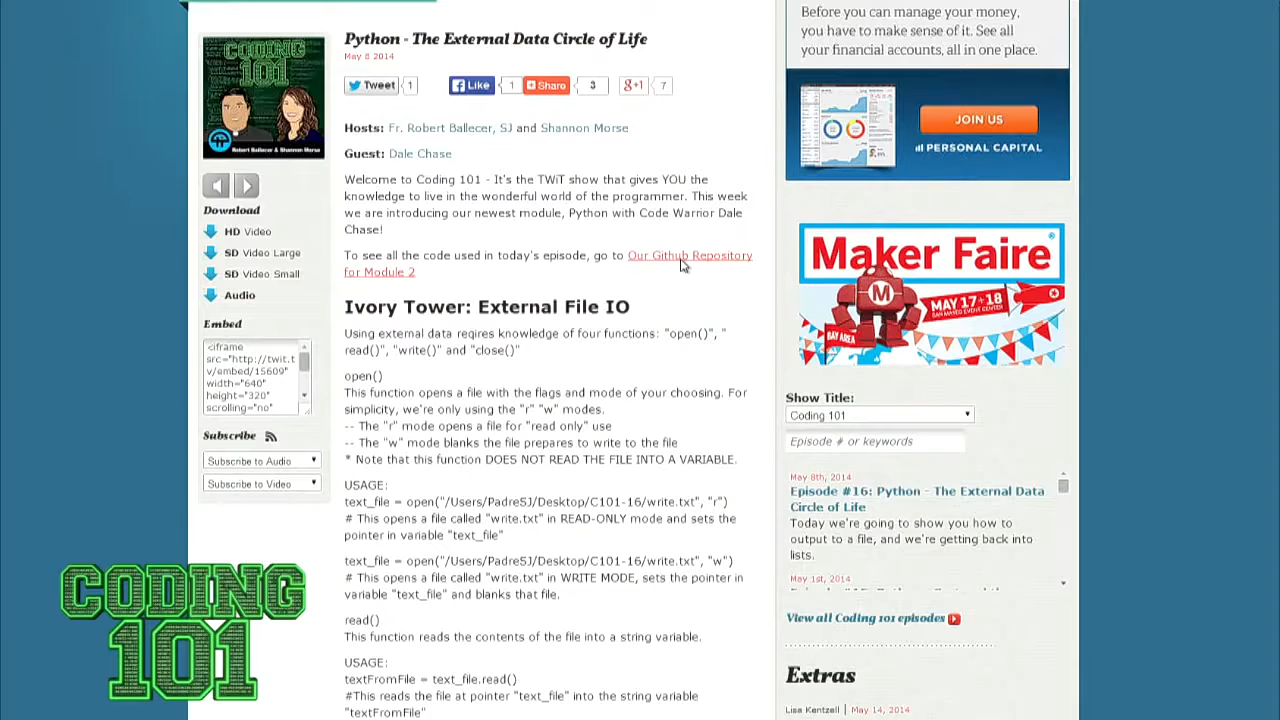 CODING
101
Robert Ballecer & Shannon Morse
Download
HD Video
SD Video Large
SD Video Small
Audio
Embed
<iframe
src="http://twit.t
v/embed/15609"
width="640"
height="320"
scrolling="no"
Subscribe
Subscribe to Audio
Subscribe to Video
Python - The External Data Circle of Life
May 8 2014
Tweet 1 Like 1 Share 3 g+1 7
Hosts: Fr. Robert Ballecer, SJ and Shannon Morse
Guest: Dale Chase
Welcome to Coding 101 - It's the TWiT show that gives YOU the
knowledge to live in the wonderful world of the programmer. This week
we are introducing our newest module, Python with Code Warrior Dale
Chase!
To see all the code used in today's episode, go to Our Github Repository
for Module 2
Ivory Tower: External File IO
Using external data reqires knowledge of four functions: "open()", "
read()", "write()" and "close()"
open()
This function opens a file with the flags and mode of your choosing. For
simplicity, we're only using the "r" "w" modes.
-- The "r" mode opens a file for "read only" use
-- The "w" mode blanks the file prepares to write to the file
* Note that this function DOES NOT READ THE FILE INTO A VARIABLE.
USAGE:
text_file = open("/Users/PadreSJ/Desktop/C101-16/write.txt", "r")
# This opens a file called "write.txt" in READ-ONLY mode and sets the
pointer in variable "text_file"
text_file = open("/Users/PadreSJ/Desktop/C101-16/write.txt", "w")
# This opens a file called "write.txt" in WRITE MODE, sets the pointer in
variable "text_file" and blanks that file.
read()
This function reads the contents of the file into a string variable.
USAGE:
textFromFile = text_file.read()
#This reads the file at pointer "text_file" into the string variable
"textFromFile"
Before you can manage your money,
you have to make sense of it. See all
your financial accounts, all in one place.
JOIN US
PERSONAL CAPITAL
Maker Faire
M
MAY 17+18
SAN MATEO EVENT CENTER
BAY AREA
Show Title:
Coding 101
Episode # or keywords
May 8th, 2014
Episode #16: Python - The External Data
Circle of Life
Today we're going to show you how to
output to a file, and we're getting back into
lists.
May 1st, 2014
View all Coding 101 episodes
Extras
Lisa Kentzell | May 14, 2014
CODING
101